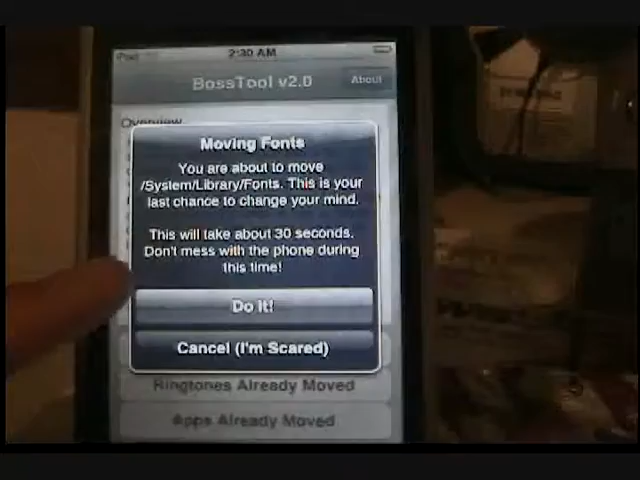 iPod
2:30 AM
BossTool v2.0
About
Overview
Moving Fonts
You are about to move
/System/Library/Fonts. This is your
last chance to change your mind.
This will take about 30 seconds.
Don't mess with the phone during
this time!
Do it!
Cancel (I'm Scared)
Ringtones Already Moved
Apps Already Moved